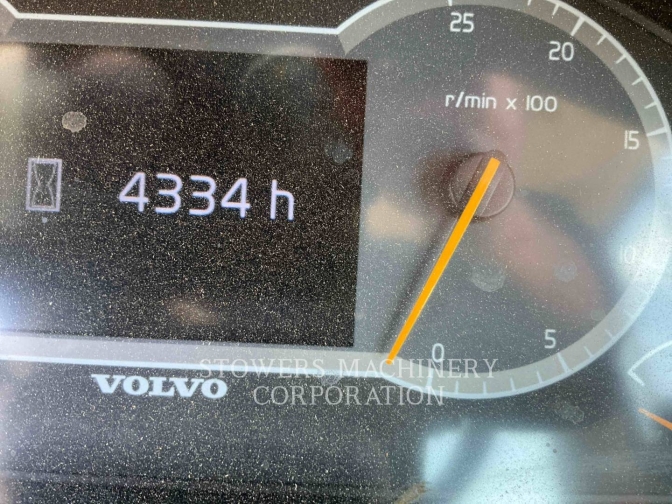 25
20
r/min x 100
15
4334 h
10
5
0
STOWERS MACHINERY
CORPORATION
VOLVO